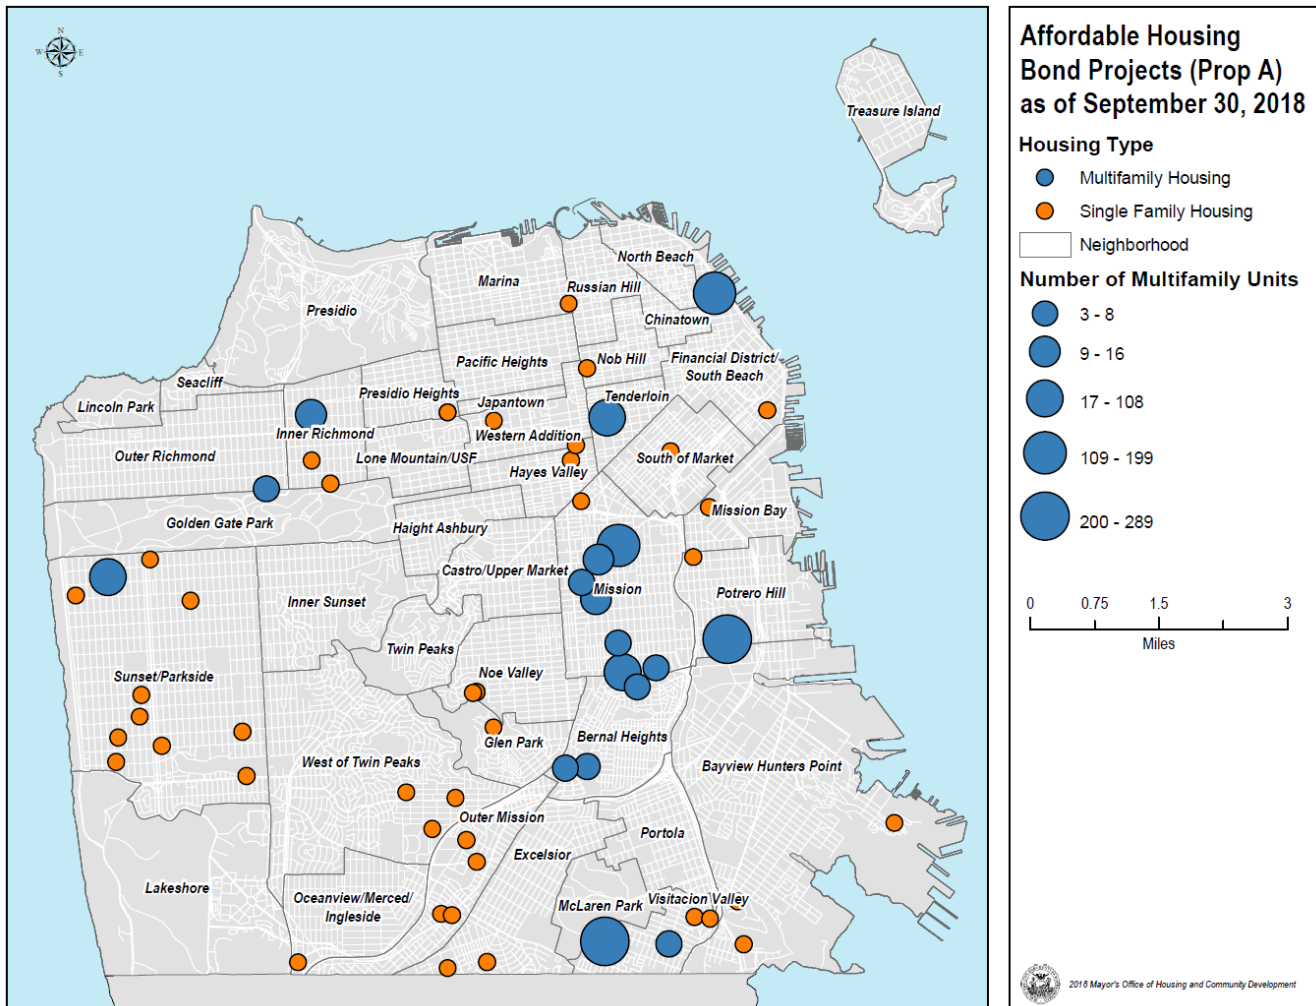 N
W E
S
Treasure Island
North Beach
Marina
Russian Hill
Presidio
Chinatown
Nob Hill
Financial District/
South Beach
Pacific Heights
Seacliff
Presidio Heights
Lincoln Park
Japantown
Tenderloin
Inner Richmond
Western Addition
Outer Richmond
Lone Mountain/USF
South of Market
Hayes Valley
Mission Bay
Golden Gate Park
Haight Ashbury
Castro/Upper Market
Mission
Potrero Hill
Inner Sunset
Twin Peaks
Noe Valley
Sunset/Parkside
Glen Park
Bernal Heights
West of Twin Peaks
Bayview Hunters Point
Outer Mission
Portola
Excelsior
Lakeshore
Oceanview/Merced/
Ingleside
McLaren Park
Visitacion Valley
Affordable Housing
Bond Projects (Prop A)
as of September 30, 2018
Housing Type
Multifamily Housing
Single Family Housing
Neighborhood
Number of Multifamily Units
3 - 8
9 - 16
17 - 108
109 - 199
200 - 289
0 0.75 1.5 3
Miles
2018 Mayor's Office of Housing and Community Development